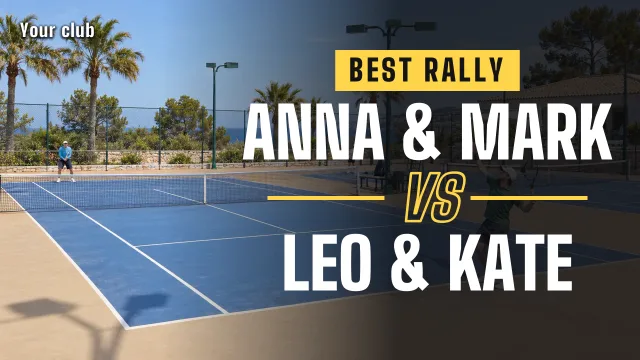 Your club
BEST RALLY
ANNA & MARK
VS
LEO & KATE